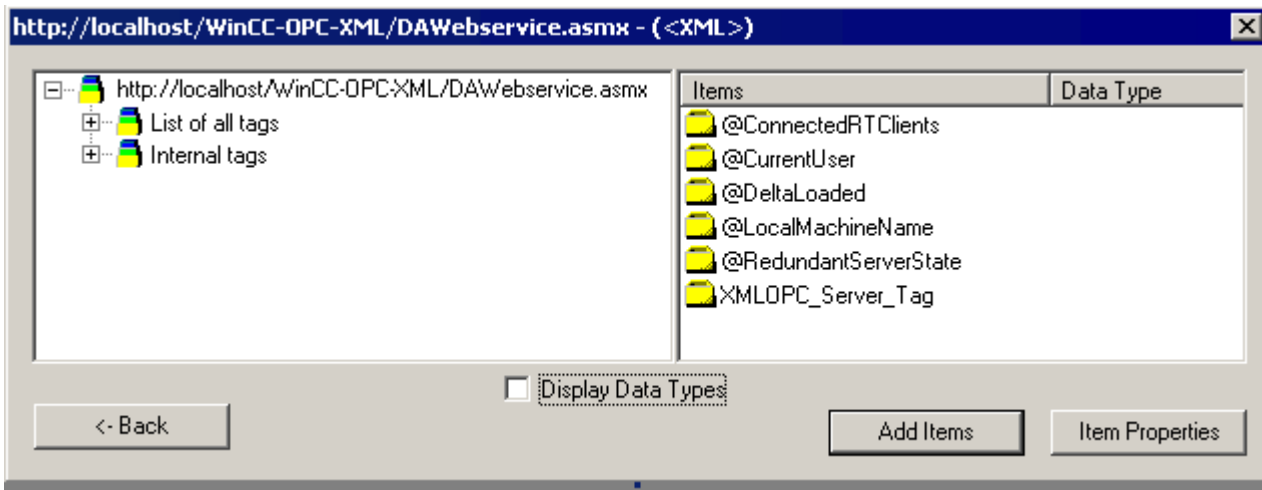 http://localhost/WinCC-OPC-XML/DAWebservice.asmx - (<XML>)
http://localhost/WinCC-OPC-XML/DAWebservice.asmx
List of all tags
Internal tags
Items Data Type
@ConnectedRTClients
@CurrentUser
@DeltaLoaded
@LocalMachineName
@RedundantServerState
XMLOPC_Server_Tag
Display Data Types
<- Back
Add Items
Item Properties